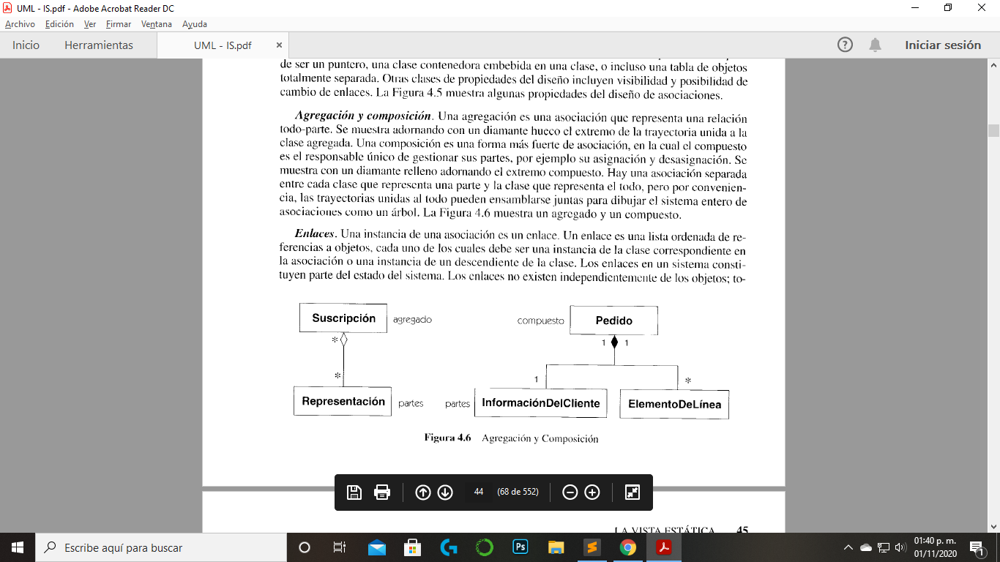 UML - IS.pdf - Adobe Acrobat Reader DC
Archivo Edición Ver Firmar Ventana Ayuda
Inicio Herramientas UML - IS.pdf × Iniciar sesión
de ser un puntero, una clase contenedora embebida en una clase, o incluso una tabla de objetos
totalmente separada. Otras clases de propiedades del diseño incluyen visibilidad y posibilidad de
cambio de enlaces. La Figura 4.5 muestra algunas propiedades del diseño de asociaciones.
Agregación y composición. Una agregación es una asociación que representa una relación
todo-parte. Se muestra adornando con un diamante hueco el extremo de la trayectoria unida a la
clase agregada. Una composición es una forma más fuerte de asociación, en la cual el compuesto
es el responsable único de gestionar sus partes, por ejemplo su asignación y desasignación. Se
muestra con un diamante relleno adornando el extremo compuesto. Hay una asociación separada
entre cada clase que representa una parte y la clase que representa el todo, pero por convenien-
cia, las trayectorias unidas al todo pueden ensamblarse juntas para dibujar el sistema entero de
asociaciones como un árbol. La Figura 4.6 muestra un agregado y un compuesto.
Enlaces. Una instancia de una asociación es un enlace. Un enlace es una lista ordenada de re-
ferencias a objetos, cada uno de los cuales debe ser una instancia de la clase correspondiente en
la asociación o una instancia de un descendiente de la clase. Los enlaces en un sistema consti-
tuyen parte del estado del sistema. Los enlaces no existen independientemente de los objetos; to-
Suscripción agregado compuesto Pedido
* 1 1
* 1 *
Representación partes partes InformaciónDelCliente ElementoDeLínea
Figura 4.6 Agregación y Composición
44 (68 de 552)
LA VISTA ESTÁTICA 45
Escribe aquí para buscar
Ps
01:40 p. m.
01/11/2020
1